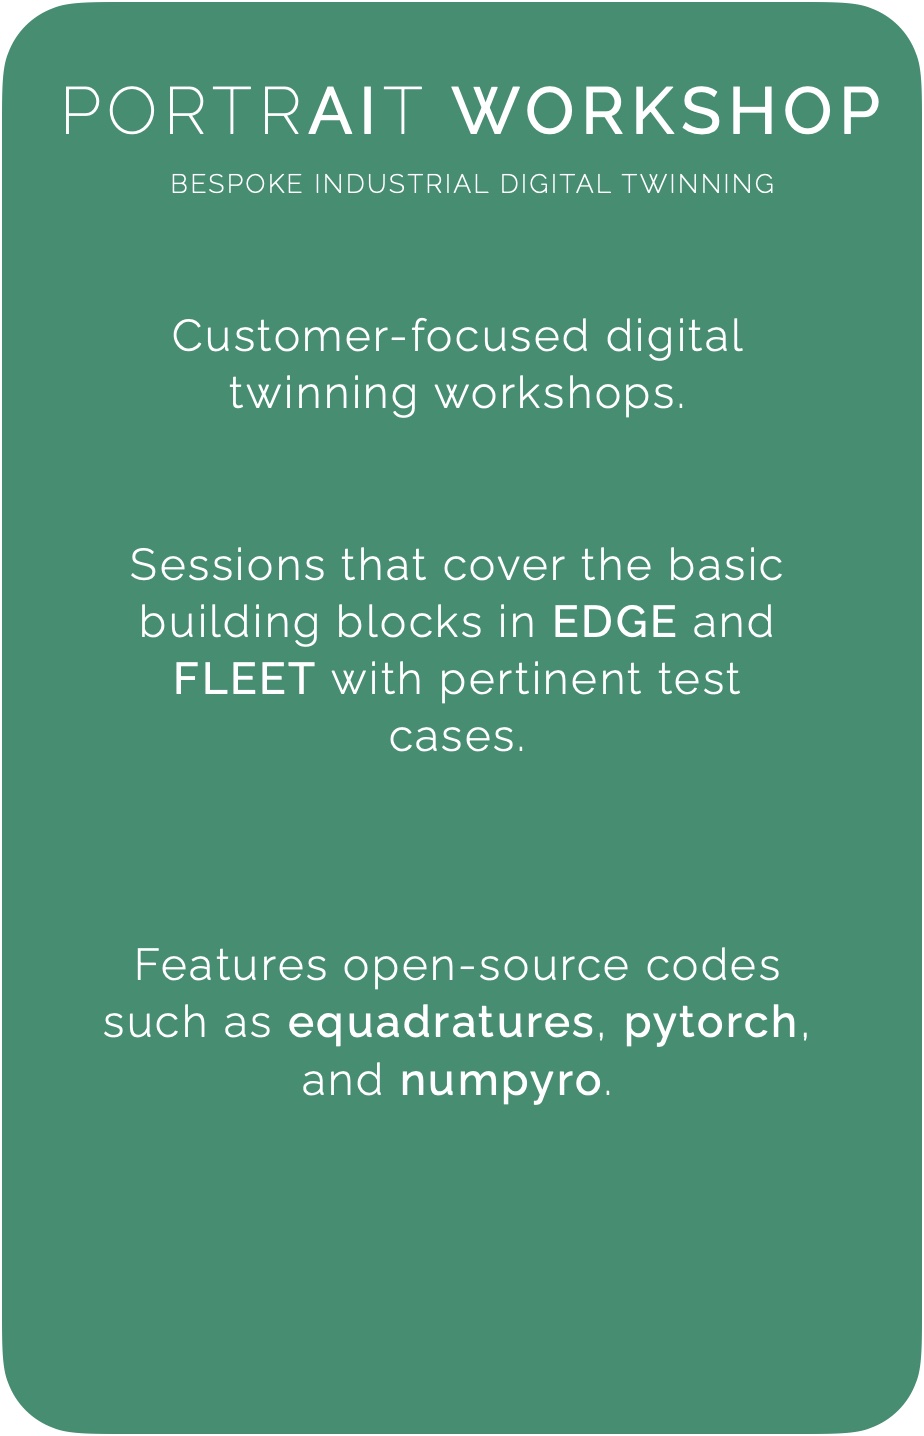 PORTRAIT WORKSHOP
BESPOKE INDUSTRIAL DIGITAL TWINNING
Customer-focused digital
twinning workshops.
Sessions that cover the basic
building blocks in EDGE and
FLEET with pertinent test
cases.
Features open-source codes
such as equadratures, pytorch,
and numpyro.